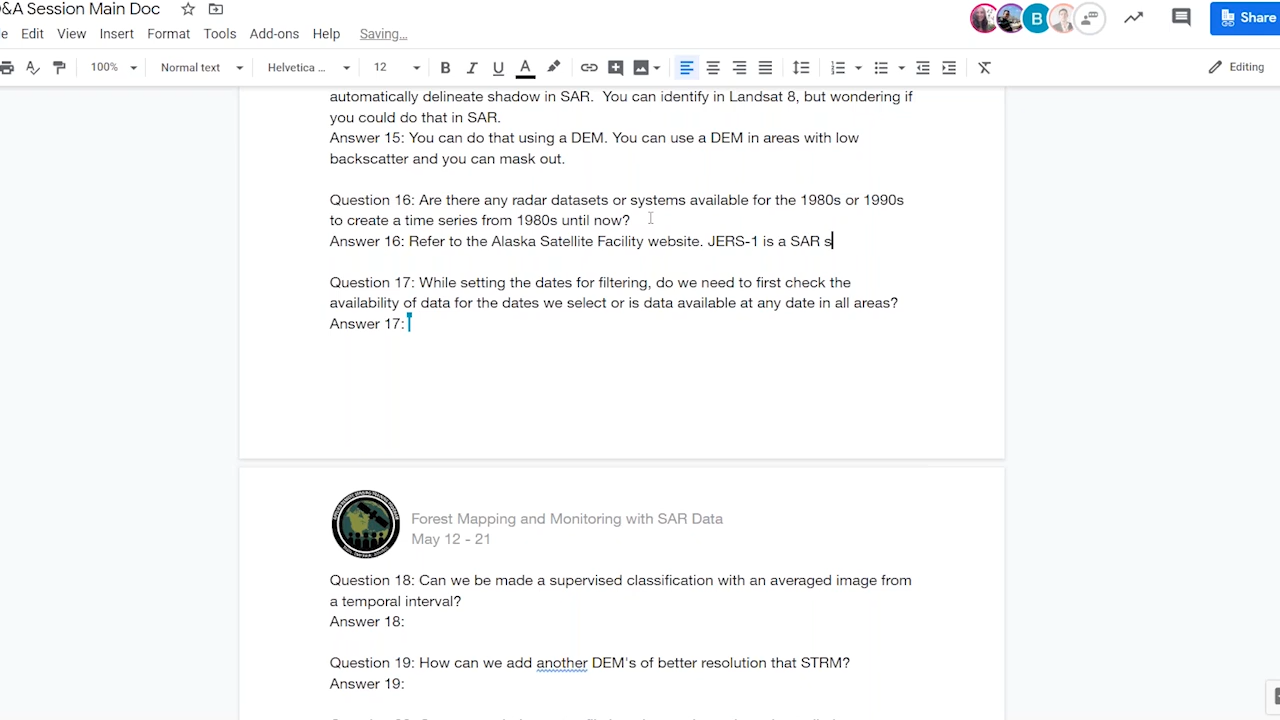 &A Session Main Doc
Share
Edit View Insert Format Tools Add-ons Help Saving...
B
100% Normal text Helvetica ... 12 B I U A Editing
automatically delineate shadow in SAR. You can identify in Landsat 8, but wondering if
you could do that in SAR.
Answer 15: You can do that using a DEM. You can use a DEM in areas with low
backscatter and you can mask out.
Question 16: Are there any radar datasets or systems available for the 1980s or 1990s
to create a time series from 1980s until now?
Answer 16: Refer to the Alaska Satellite Facility website. JERS-1 is a SAR s
Question 17: While setting the dates for filtering, do we need to first check the
availability of data for the dates we select or is data available at any date in all areas?
Answer 17:
Forest Mapping and Monitoring with SAR Data
May 12 - 21
Question 18: Can we be made a supervised classification with an averaged image from
a temporal interval?
Answer 18:
Question 19: How can we add another DEM's of better resolution that STRM?
Answer 19: